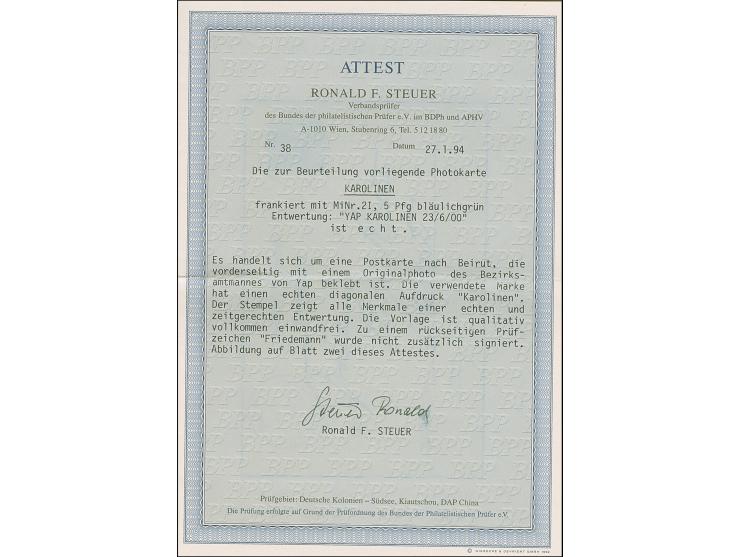 ATTEST
RONALD F. STEUER
Verbandsprüfer
des Bundes der philatelistischen Prüfer e.V. im BDPh und APHV
A-1010 Wien, Stubenring 6, Tel. 5 12 18 80
Nr. 38 Datum 27.1.94
Die zur Beurteilung vorliegende Photokarte
KAROLINEN
frankiert mit MiNr.2I, 5 Pfg bläulichgrün
Entwertung: "YAP KAROLINEN 23/6/00"
ist e c h t .
Es handelt sich um eine Postkarte nach Beirut, die
vorderseitig mit einem Originalphoto des Bezirks-
amtmannes von Yap beklebt ist. Die verwendete Marke
hat einen echten diagonalen Aufdruck "Karolinen".
Der Stempel zeigt alle Merkmale einer echten und
zeitgerechten Entwertung. Die Vorlage ist qualitativ
vollkommen einwandfrei. Zu einem rückseitigen Prüf-
zeichen "Friedemann" wurde nicht zusätzlich signiert.
Abbildung auf Blatt zwei dieses Attestes.
Steuer Ronald
Ronald F. STEUER
Prüfgebiet: Deutsche Kolonien – Südsee, Kiautschou, DAP China
Die Prüfung erfolgte auf Grund der Prüfordnung des Bundes der Philatelistischen Prüfer e.V.
© GIESECKE & DEVRIENT GMBH